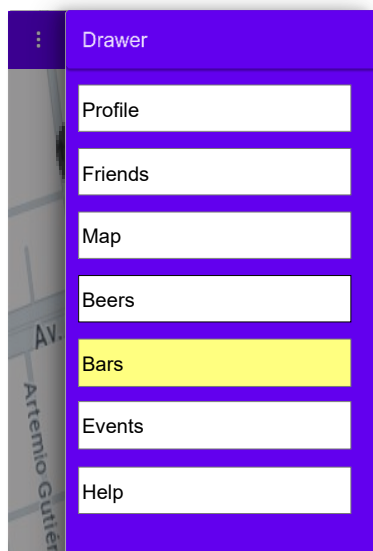 Drawer
Profile
Friends
Map
Beers
Bars
Events
Help
Av.
Artemio Gutiér